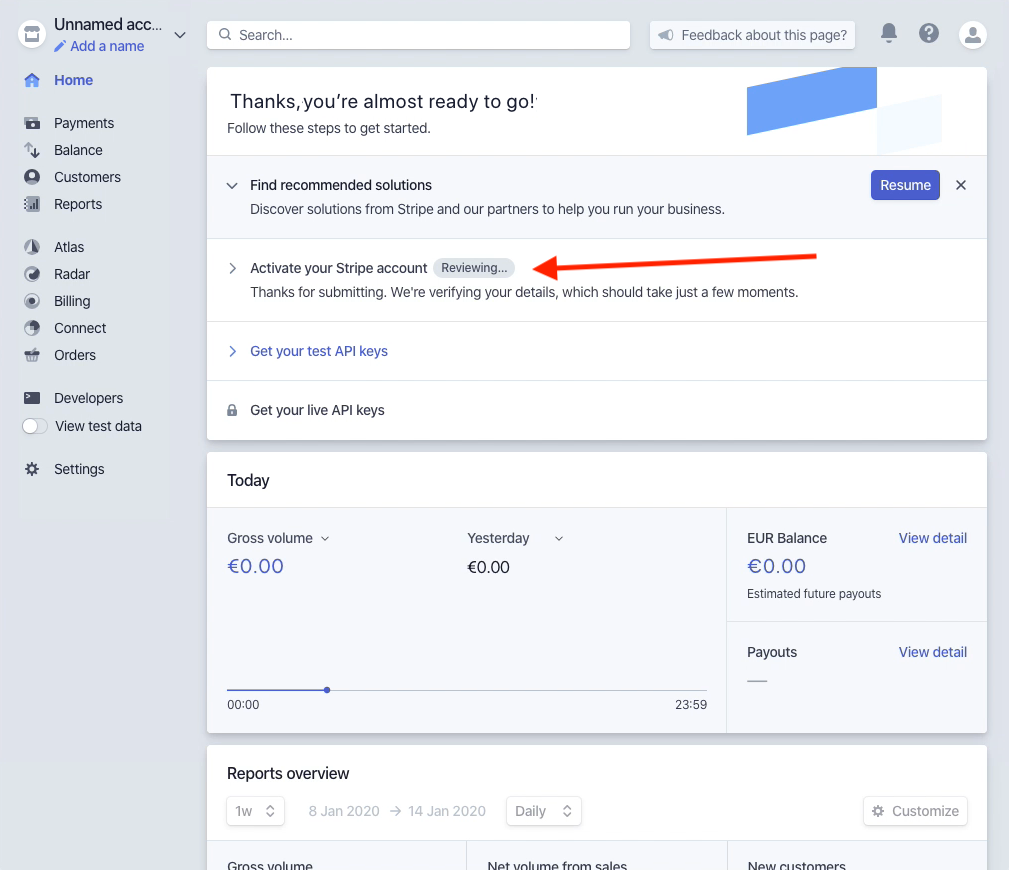 Unnamed acc...
Add a name
Search...
Feedback about this page?
Home
Payments
Balance
Customers
Reports
Atlas
Radar
Billing
Connect
Orders
Developers
View test data
Settings
Thanks, you're almost ready to go!
Follow these steps to get started.
Find recommended solutions
Resume
Discover solutions from Stripe and our partners to help you run your business.
Activate your Stripe account Reviewing...
Thanks for submitting. We're verifying your details, which should take just a few moments.
Get your test API keys
Get your live API keys
Today
Gross volume
€0.00
Yesterday
€0.00
00:00
23:59
EUR Balance
View detail
€0.00
Estimated future payouts
Payouts
View detail
—
Reports overview
1w
8 Jan 2020 → 14 Jan 2020
Daily
Customize
Gross volume
Net volume from sales
New customers